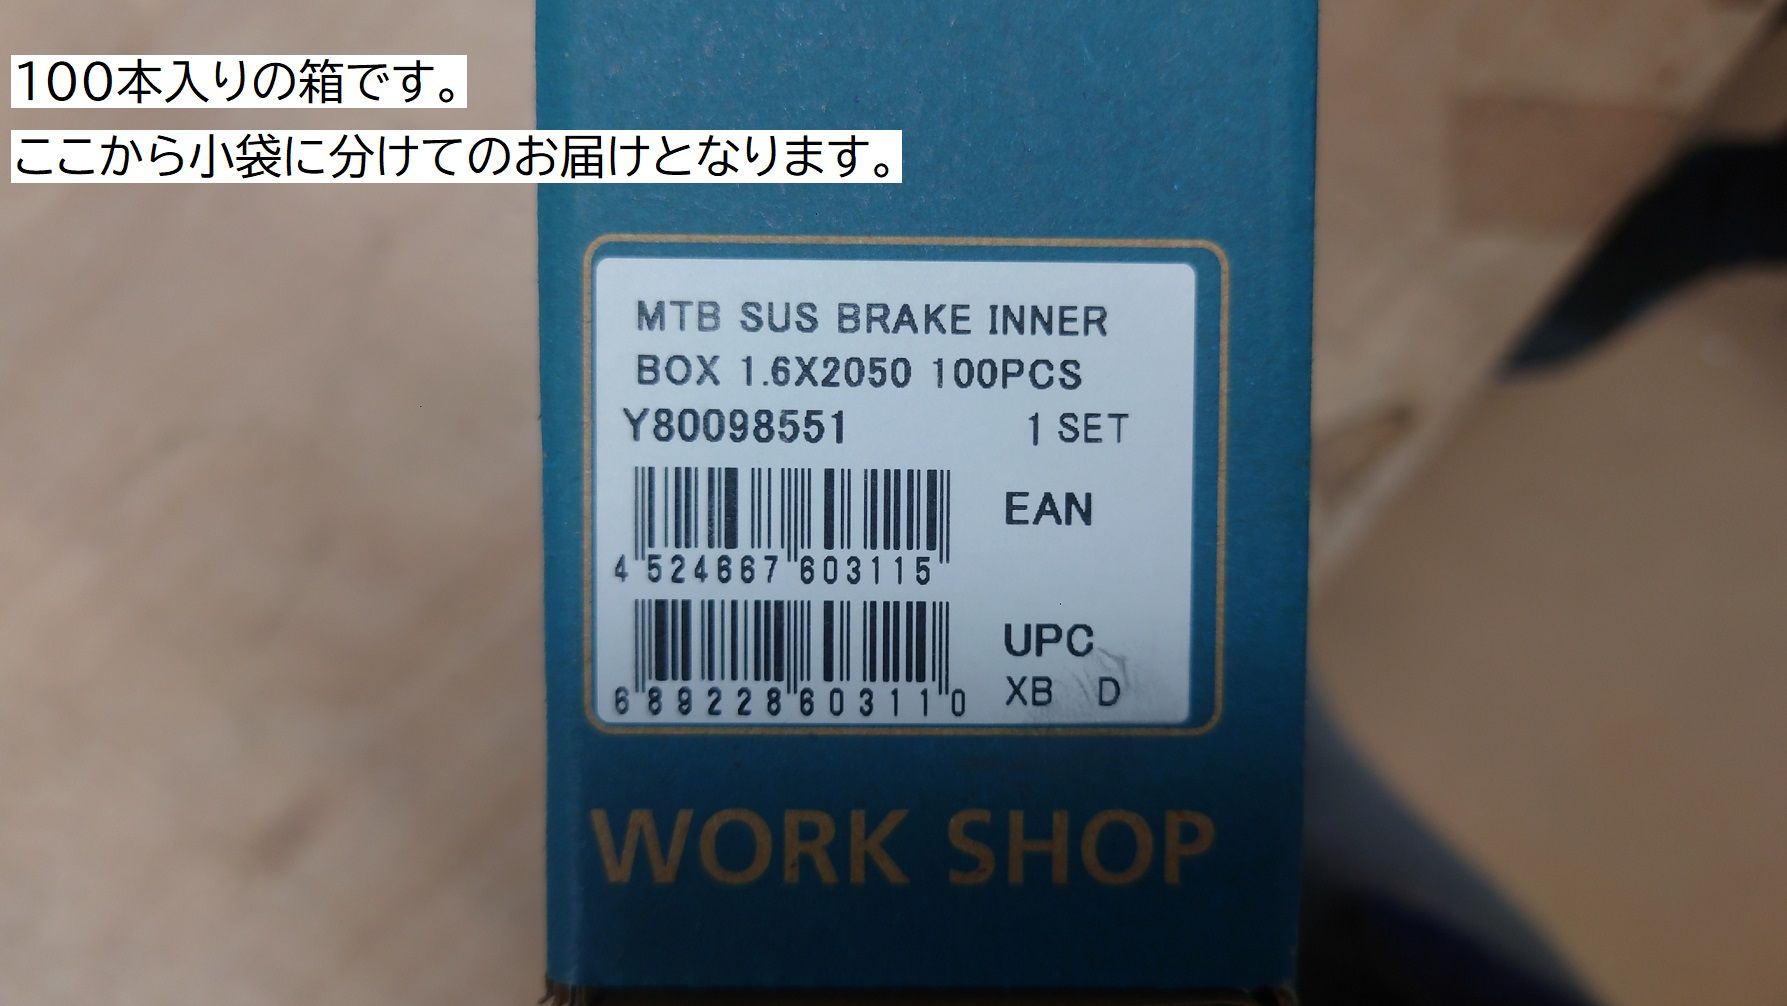 100本入りの箱です。
ここから小袋に分けてのお届けとなります。
MTB SUS BRAKE INNER
BOX 1.6X2050 100PCS
Y80098551 1 SET
EAN
4 524667 603115
UPC
XB D
6 89228 60311 0
WORK SHOP